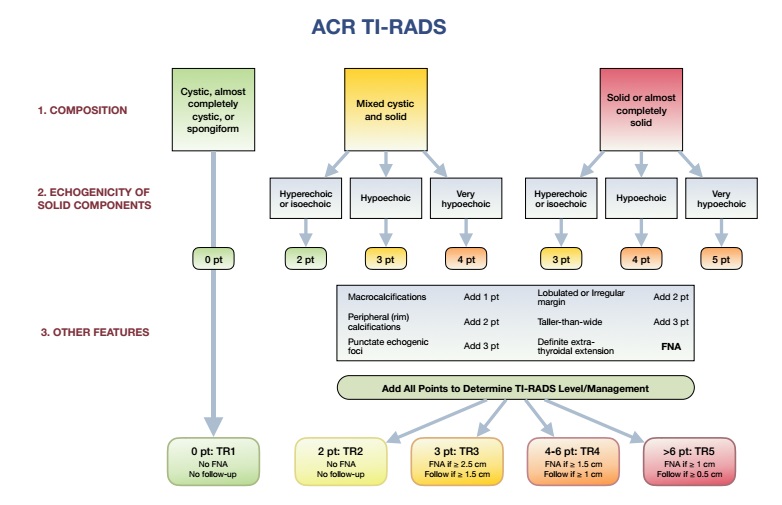 ACR TI-RADS
1. COMPOSITION
Cystic, almost
completely
cystic, or
spongiform
Mixed cystic
and solid
Solid or almost
completely
solid
2. ECHOGENICITY OF
SOLID COMPONENTS
Hyperechoic
or isoechoic
Hypoechoic
Very
hypoechoic
Hyperechoic
or isoechoic
Hypoechoic
Very
hypoechoic
0 pt
2 pt
3 pt
4 pt
3 pt
4 pt
5 pt
3. OTHER FEATURES
Macrocalcifications Add 1 pt
Peripheral (rim)
calcifications Add 2 pt
Punctate echogenic
foci Add 3 pt
Lobulated or Irregular
margin Add 2 pt
Taller-than-wide Add 3 pt
Definite extra-
thyroidal extension FNA
Add All Points to Determine TI-RADS Level/Management
0 pt: TR1
No FNA
No follow-up
2 pt: TR2
No FNA
No follow-up
3 pt: TR3
FNA if ≥ 2.5 cm
Follow if ≥ 1.5 cm
4-6 pt: TR4
FNA if ≥ 1.5 cm
Follow if ≥ 1 cm
>6 pt: TR5
FNA if ≥ 1 cm
Follow if ≥ 0.5 cm